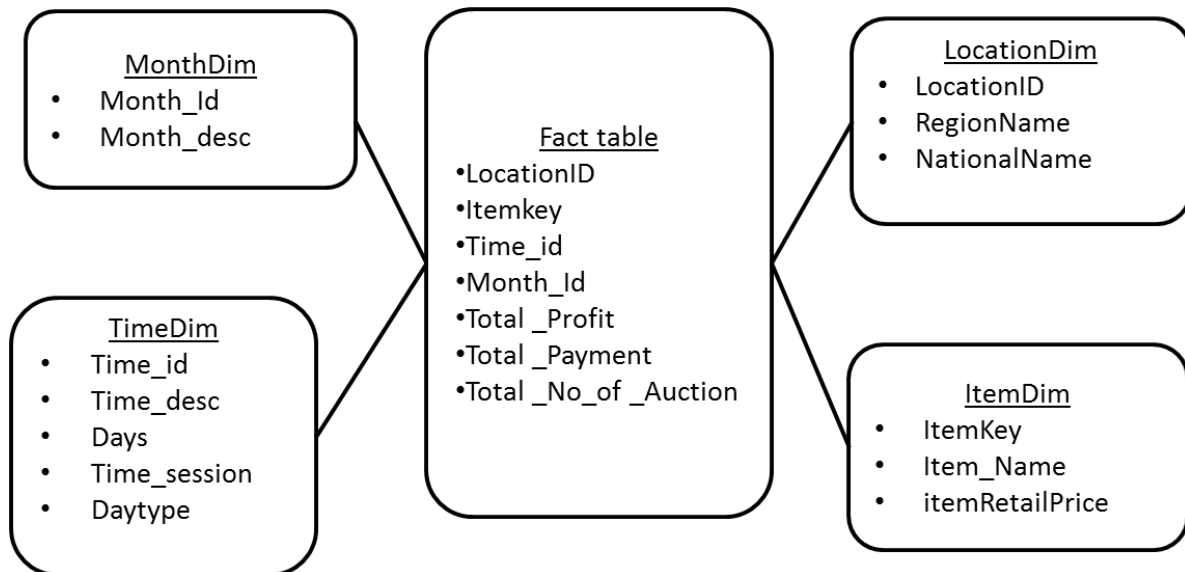 MonthDim
• Month_Id
• Month_desc
TimeDim
• Time_id
• Time_desc
• Days
• Time_session
• Daytype
Fact table
•LocationID
•Itemkey
•Time_id
•Month_Id
•Total _Profit
•Total _Payment
•Total _No_of _Auction
LocationDim
• LocationID
• RegionName
• NationalName
ItemDim
• ItemKey
• Item_Name
• itemRetailPrice